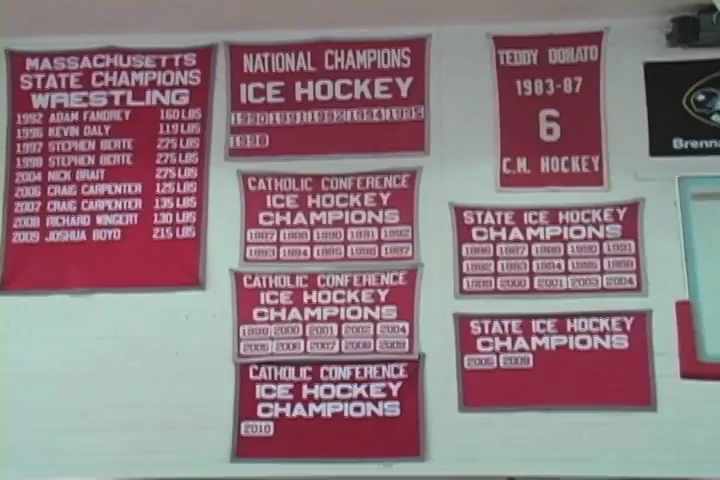 MASSACHUSETTS
STATE CHAMPIONS
WRESTLING
1992 ADAM FANDREY 160 LBS
1996 KEVIN DALY 119 LBS
1997 STEPHEN BERTE 275 LBS
1998 STEPHEN BERTE 275 LBS
2004 NICK BRAIT 275 LBS
2006 CRAIG CARPENTER 125 LBS
2007 CRAIG CARPENTER 135 LBS
2008 RICHARD WINGERT 130 LBS
2009 JOSHUA BOYD 215 LBS
NATIONAL CHAMPIONS
ICE HOCKEY
1990 1991 1992 1994 1995
1998
CATHOLIC CONFERENCE
ICE HOCKEY
CHAMPIONS
1987 1988 1990 1991 1992
1993 1994 1995 1996 1997
CATHOLIC CONFERENCE
ICE HOCKEY
CHAMPIONS
1999 2000 2001 2002 2004
2005 2006 2007 2008 2009
CATHOLIC CONFERENCE
ICE HOCKEY
CHAMPIONS
2010
TEDDY DONATO
1983-87
6
C.M. HOCKEY
STATE ICE HOCKEY
CHAMPIONS
1986 1987 1989 1990 1991
1992 1993 1994 1995 1998
1999 2000 2001 2003 2004
STATE ICE HOCKEY
CHAMPIONS
2005 2009